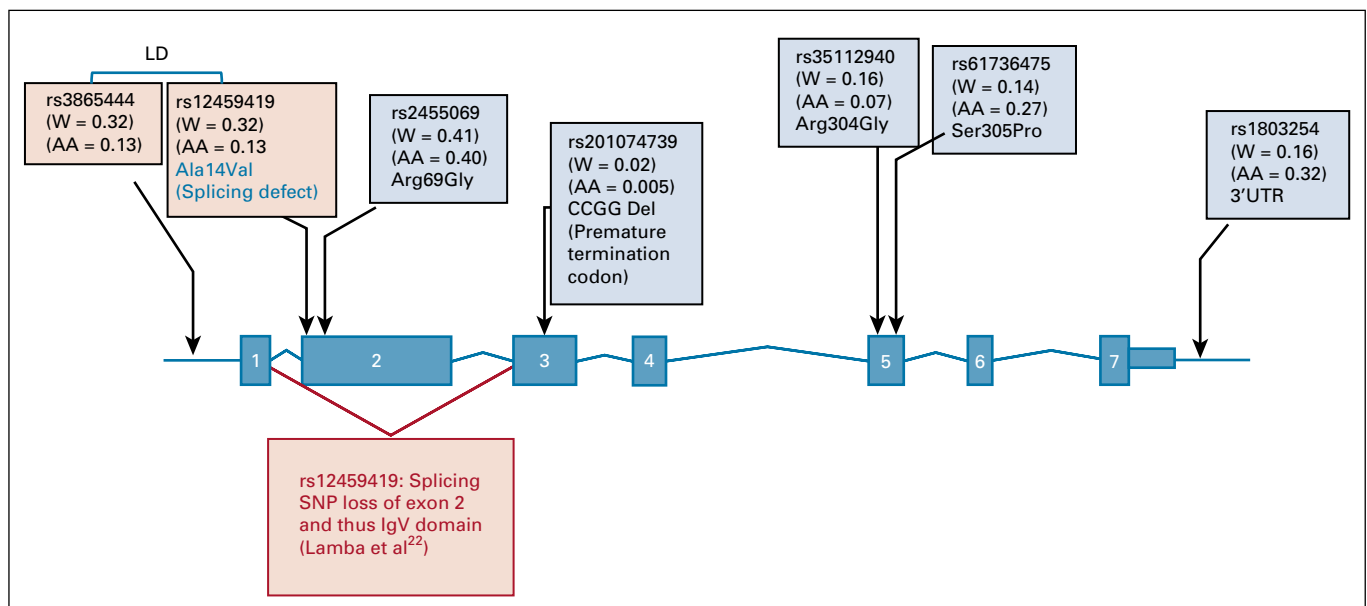 LD
rs3865444
(W = 0.32)
(AA = 0.13)
rs12459419
(W = 0.32)
(AA = 0.13
Ala14Val
(Splicing defect)
rs2455069
(W = 0.41)
(AA = 0.40)
Arg69Gly
rs201074739
(W = 0.02)
(AA = 0.005)
CCGG Del
(Premature
termination
codon)
rs35112940
(W = 0.16)
(AA = 0.07)
Arg304Gly
rs61736475
(W = 0.14)
(AA = 0.27)
Ser305Pro
rs1803254
(W = 0.16)
(AA = 0.32)
3′UTR
1 2 3 4 5 6 7
rs12459419: Splicing
SNP loss of exon 2
and thus IgV domain
(Lamba et al²²)